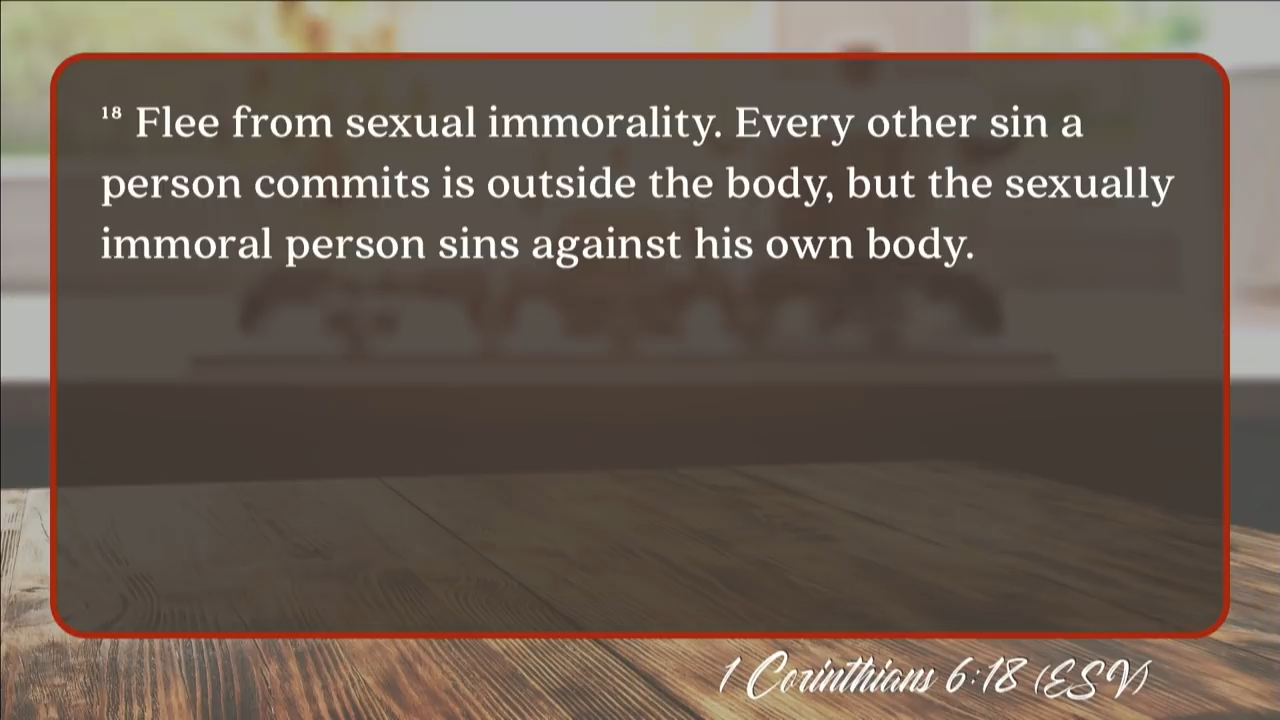 ¹⁸ Flee from sexual immorality. Every other sin a
person commits is outside the body, but the sexually
immoral person sins against his own body.
1 Corinthians 6:18 (ESV)